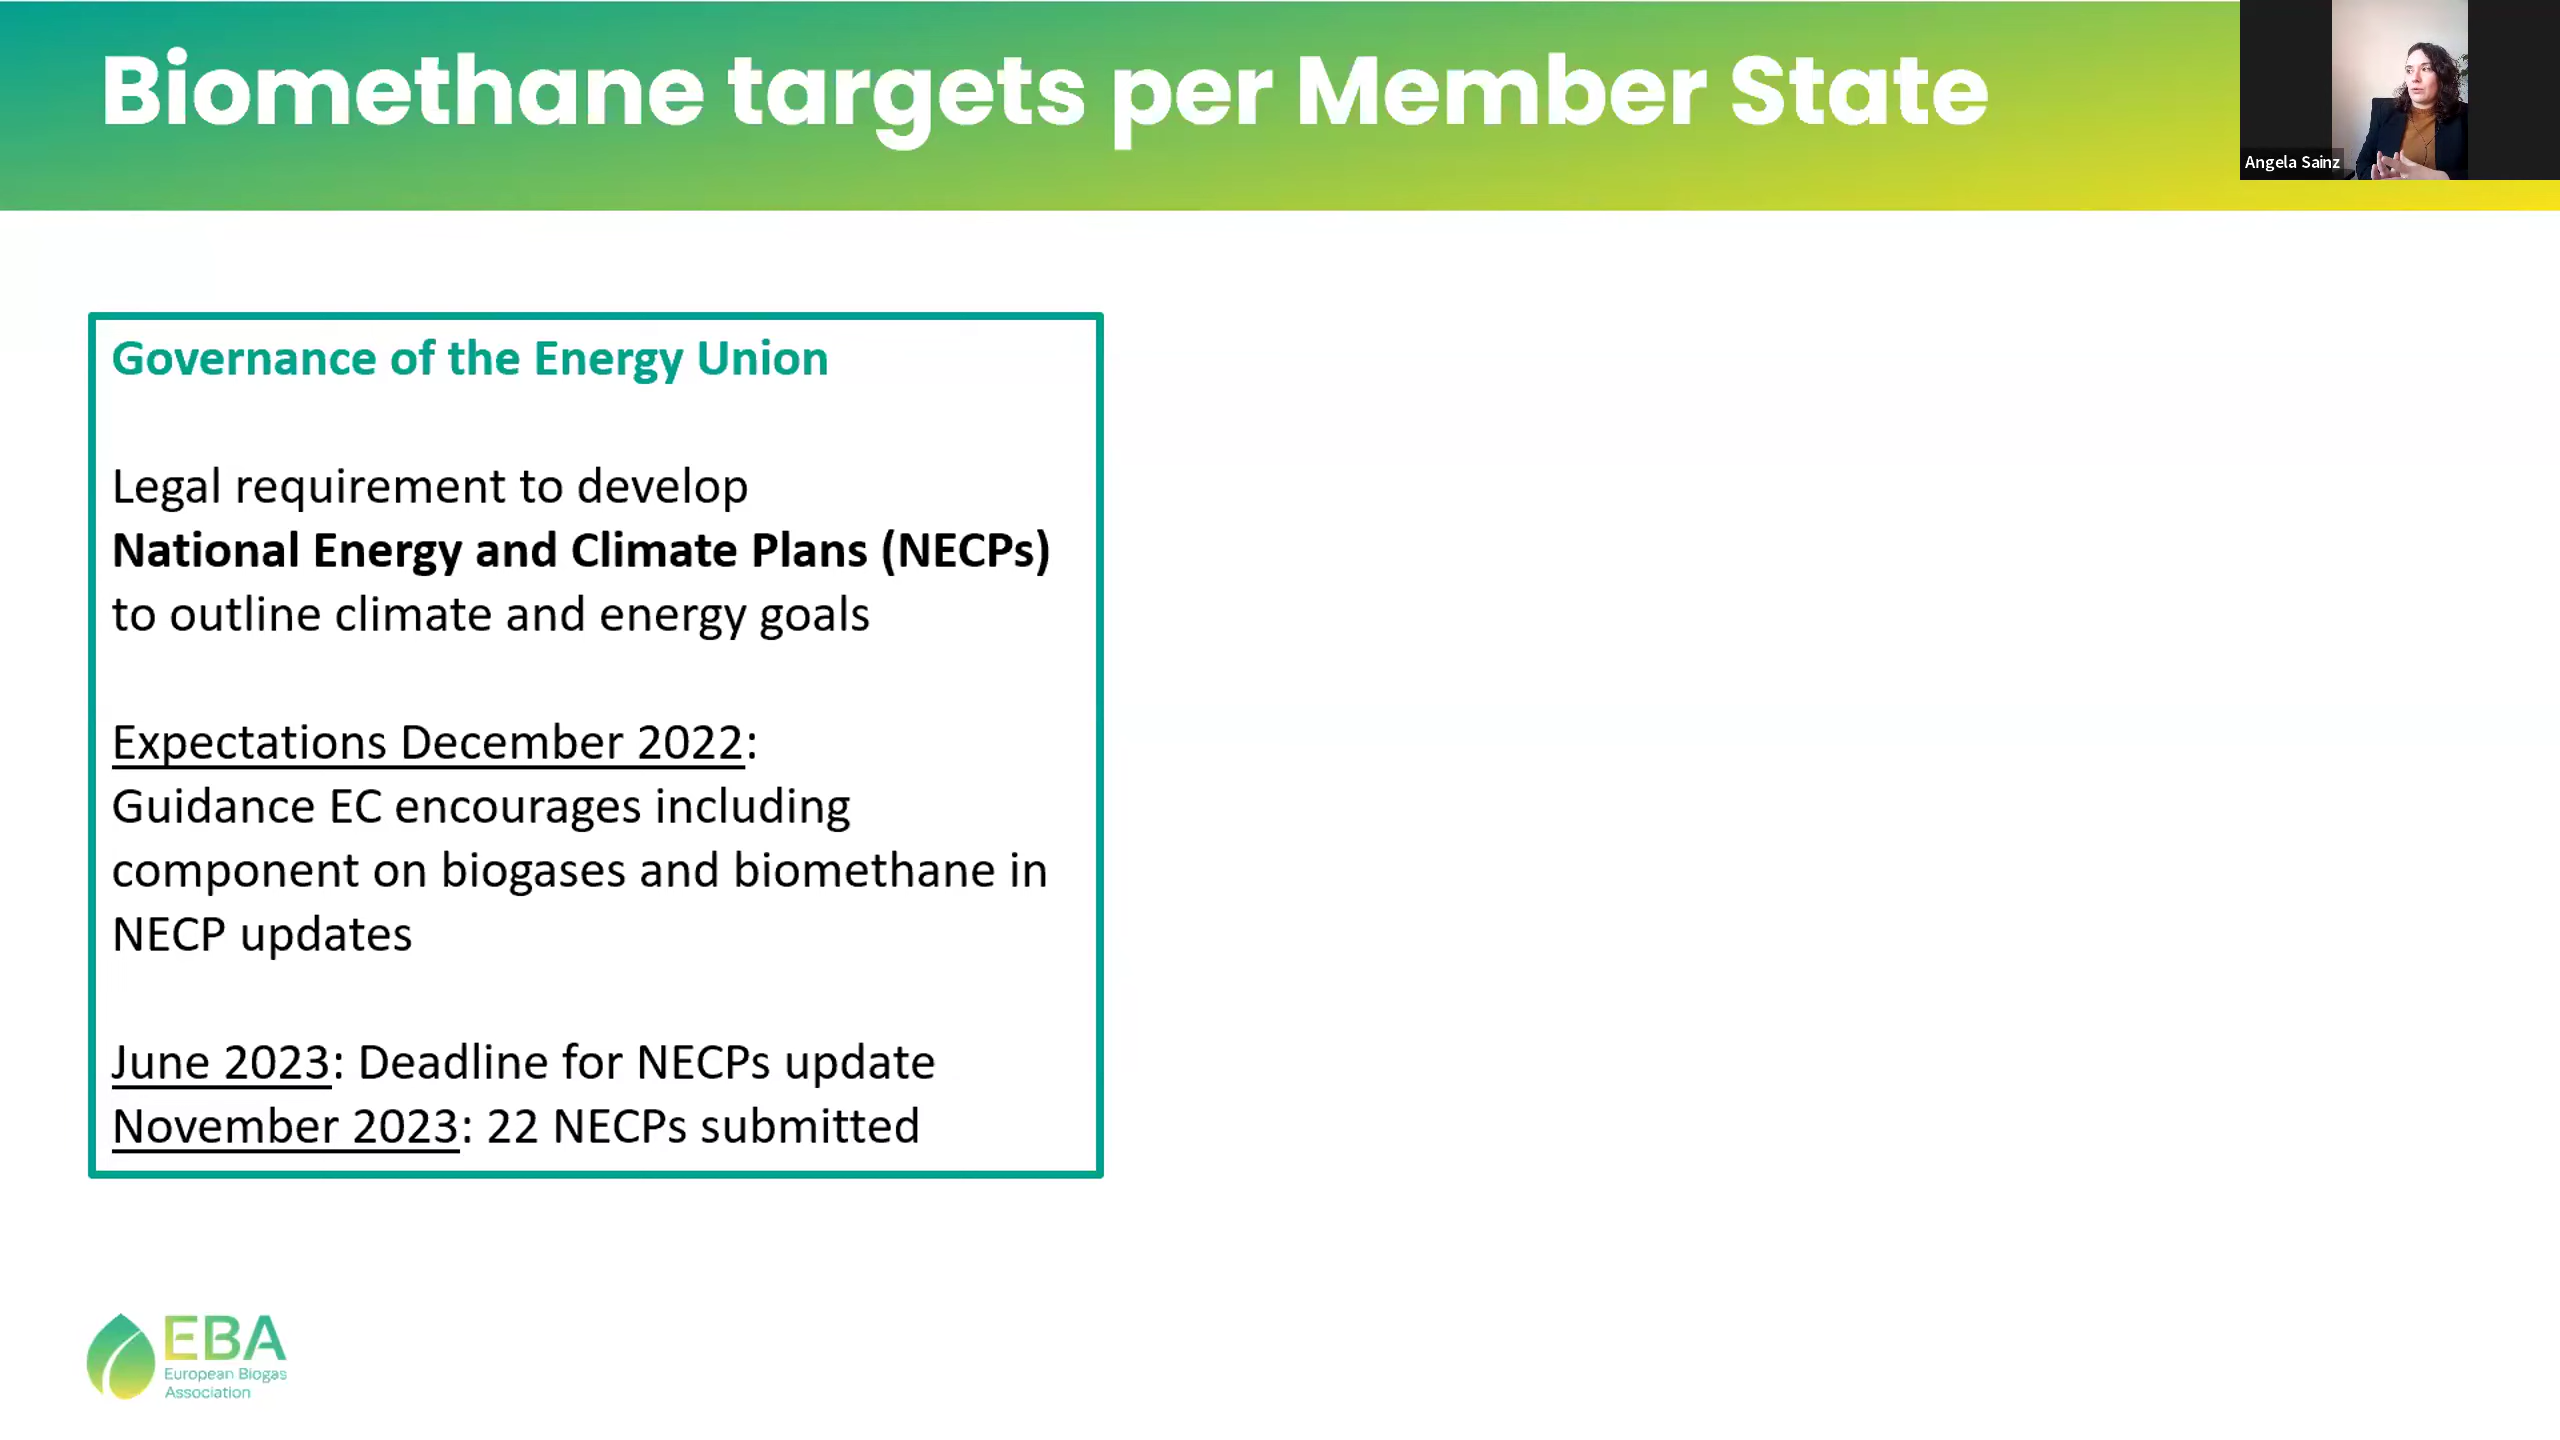 Biomethane targets per Member State
Angela Sainz
Governance of the Energy Union
Legal requirement to develop
National Energy and Climate Plans (NECPs)
to outline climate and energy goals
Expectations December 2022:
Guidance EC encourages including
component on biogases and biomethane in
NECP updates
June 2023: Deadline for NECPs update
November 2023: 22 NECPs submitted
EBA
European Biogas
Association